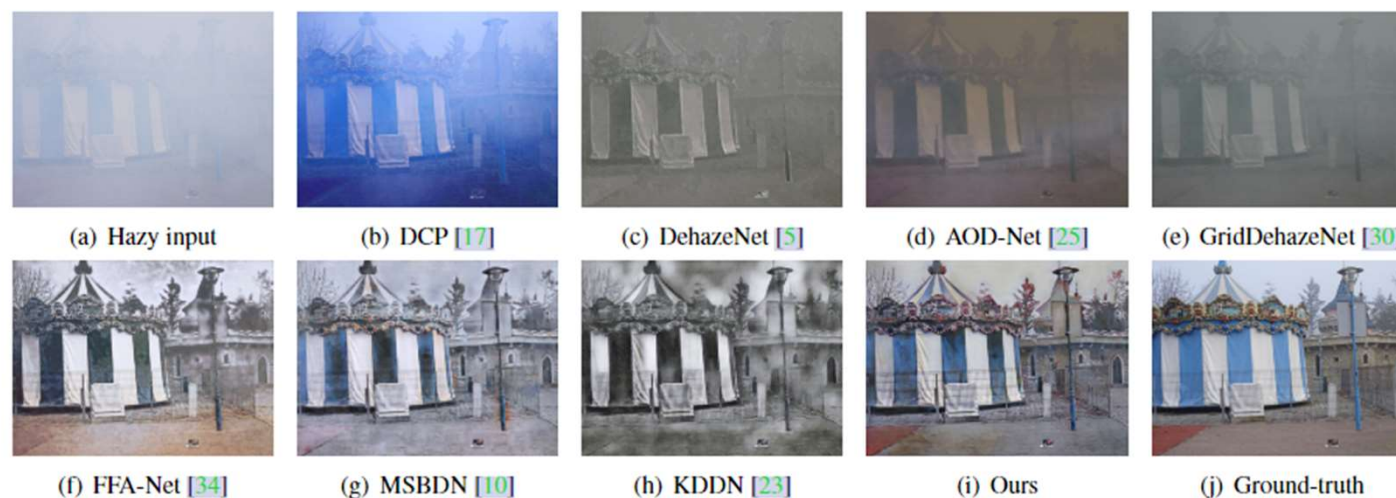 (a) Hazy input (b) DCP [17] (c) DehazeNet [5] (d) AOD-Net [25] (e) GridDehazeNet [30]
(f) FFA-Net [34] (g) MSBDN [10] (h) KDDN [23] (i) Ours (j) Ground-truth